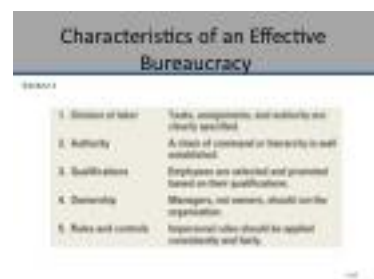 Characteristics of an Effective
Bureaucracy
1. Division of labor
Tasks, assignments, and authority are
clearly specified.
2. Authority
A chain of command or hierarchy is well
established.
3. Qualifications
Employees are selected and promoted
based on their qualifications.
4. Ownership
Managers, not owners, should run the
organization.
5. Rules and controls
Impersonal rules should be applied
consistently and fairly.